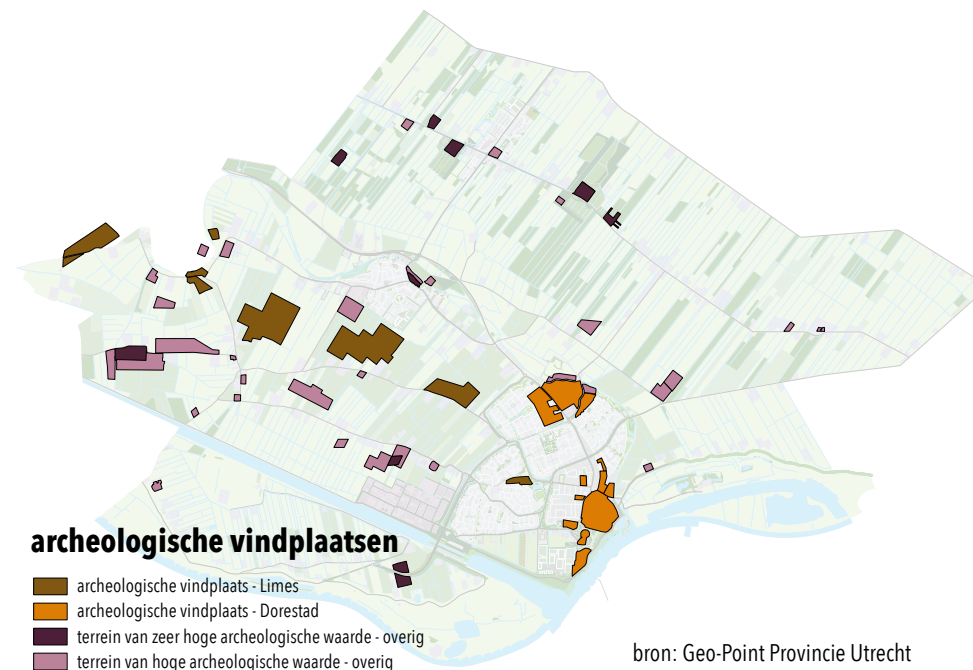 archeologische vindplaatsen
archeologische vindplaats - Limes
archeologische vindplaats - Dorestad
terrein van zeer hoge archeologische waarde - overig
terrein van hoge archeologische waarde - overig
bron: Geo-Point Provincie Utrecht